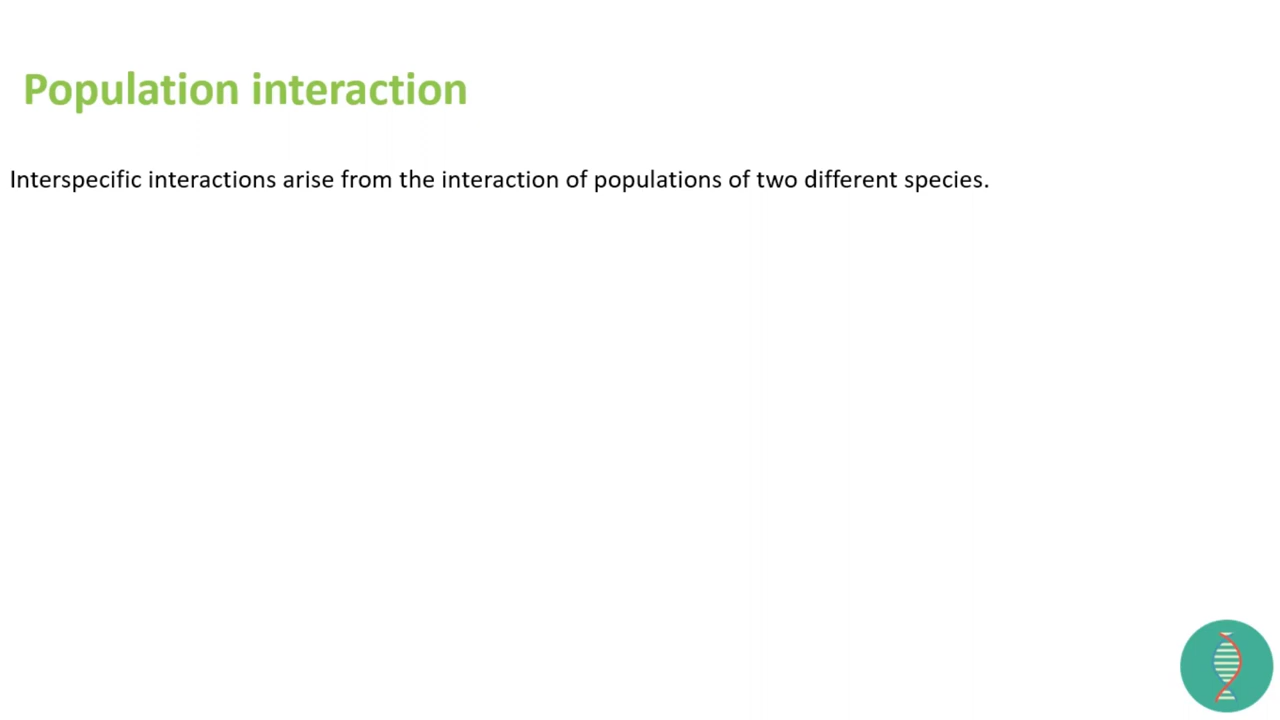 Population interaction
Interspecific interactions arise from the interaction of populations of two different species.